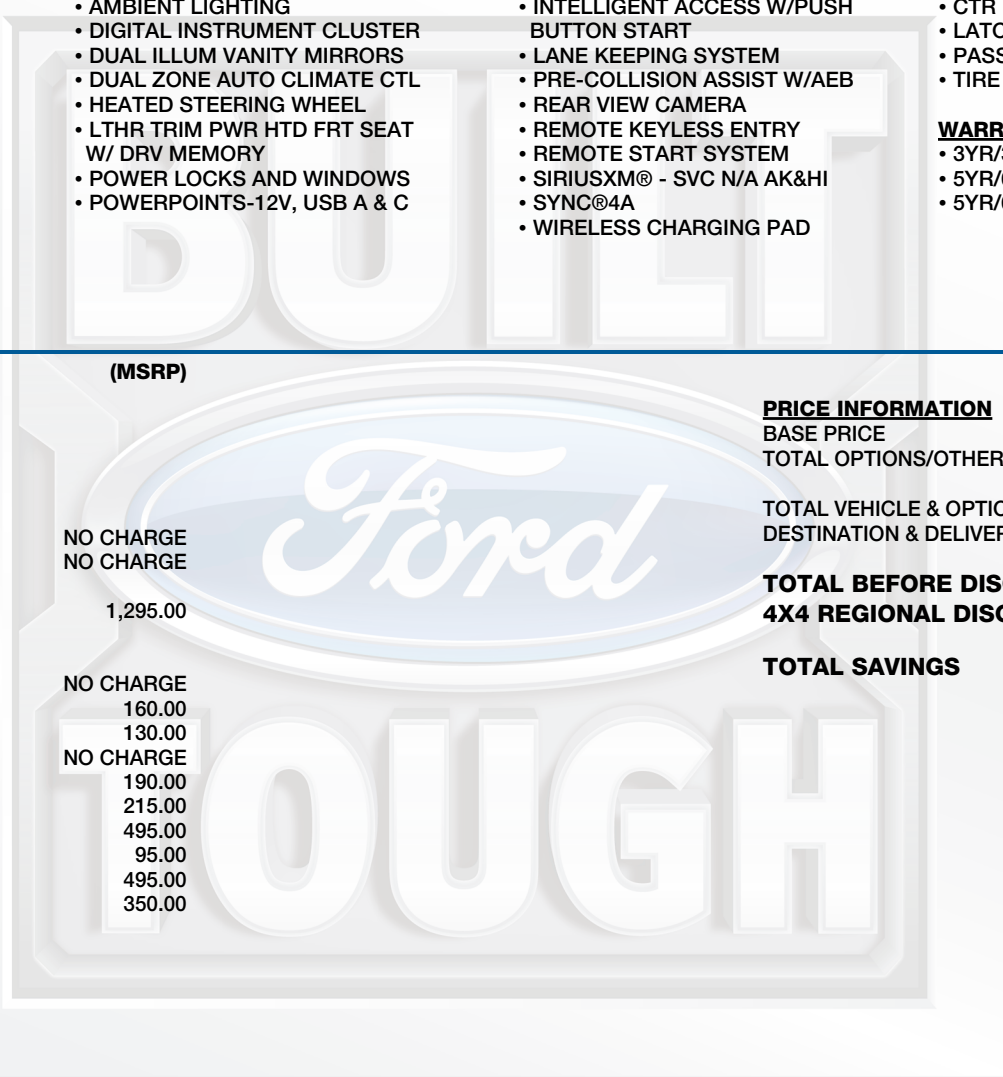 • AMBIENT LIGHTING
• DIGITAL INSTRUMENT CLUSTER
• DUAL ILLUM VANITY MIRRORS
• DUAL ZONE AUTO CLIMATE CTL
• HEATED STEERING WHEEL
• LTHR TRIM PWR HTD FRT SEAT
W/ DRV MEMORY
• POWER LOCKS AND WINDOWS
• POWERPOINTS-12V, USB A & C
• INTELLIGENT ACCESS W/PUSH
BUTTON START
• LANE KEEPING SYSTEM
• PRE-COLLISION ASSIST W/AEB
• REAR VIEW CAMERA
• REMOTE KEYLESS ENTRY
• REMOTE START SYSTEM
• SIRIUSXM® - SVC N/A AK&HI
• SYNC®4A
• WIRELESS CHARGING PAD
• CTR
• LATC
• PASS
• TIRE
WARR
• 3YR/3
• 5YR/6
• 5YR/6
BUILT
Ford
TOUGH
(MSRP)
NO CHARGE
NO CHARGE
1,295.00
NO CHARGE
160.00
130.00
NO CHARGE
190.00
215.00
495.00
95.00
495.00
350.00
PRICE INFORMATION
BASE PRICE
TOTAL OPTIONS/OTHER
TOTAL VEHICLE & OPTIO
DESTINATION & DELIVER
TOTAL BEFORE DISC
4X4 REGIONAL DISC
TOTAL SAVINGS